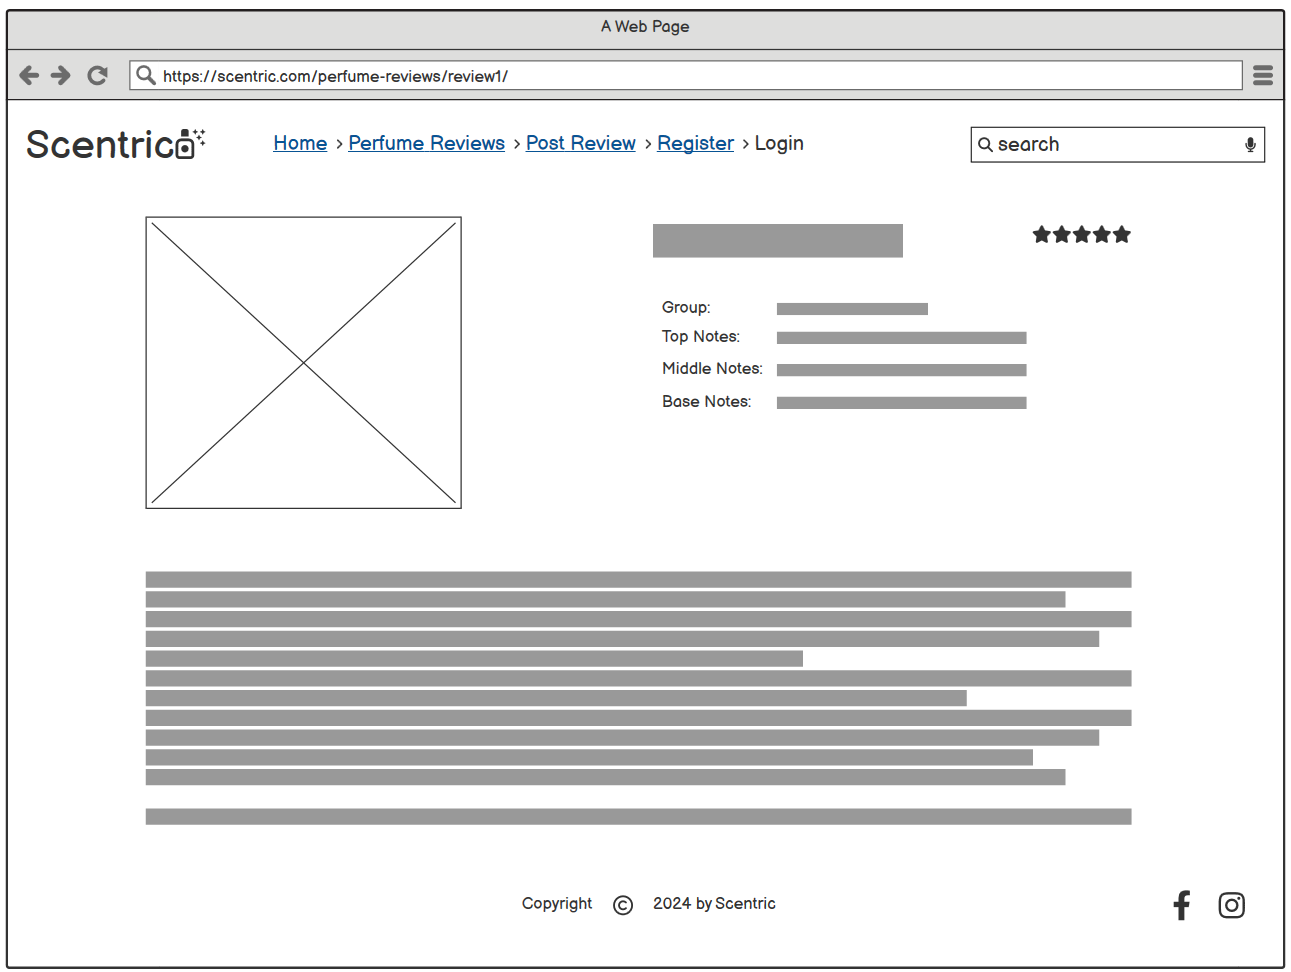 A Web Page
https://scentric.com/perfume-reviews/review1/
Scentric
Home > Perfume Reviews > Post Review > Register > Login
search
Group:
Top Notes:
Middle Notes:
Base Notes:
Copyright © 2024 by Scentric